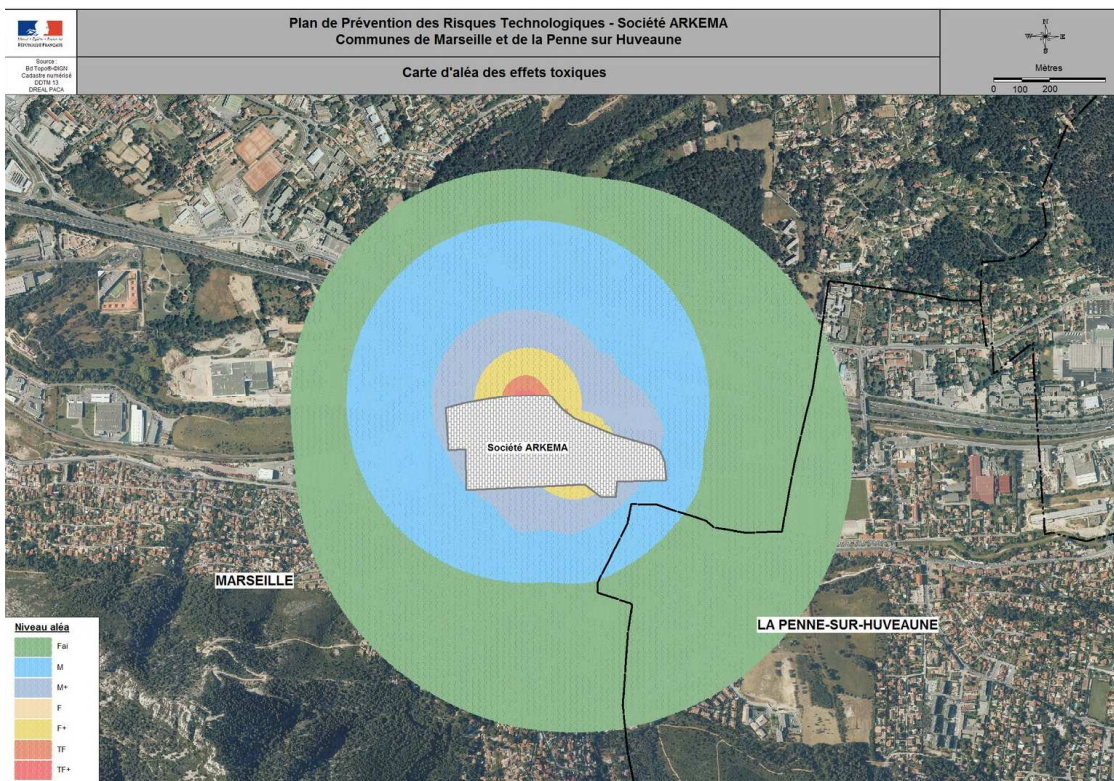 Plan de Prévention des Risques Technologiques - Société ARKEMA
Communes de Marseille et de la Penne sur Huveaune
Carte d'aléa des effets toxiques
RÉPUBLIQUE FRANÇAISE
Source :
Bd Topo®-©IGN
Cadastre numérisé
DDTM 13
DREAL PACA
N
W E
S
Mètres
0 100 200
Société ARKEMA
MARSEILLE
LA PENNE-SUR-HUVEAUNE
Niveau aléa
Fai
M
M+
F
F+
TF
TF+